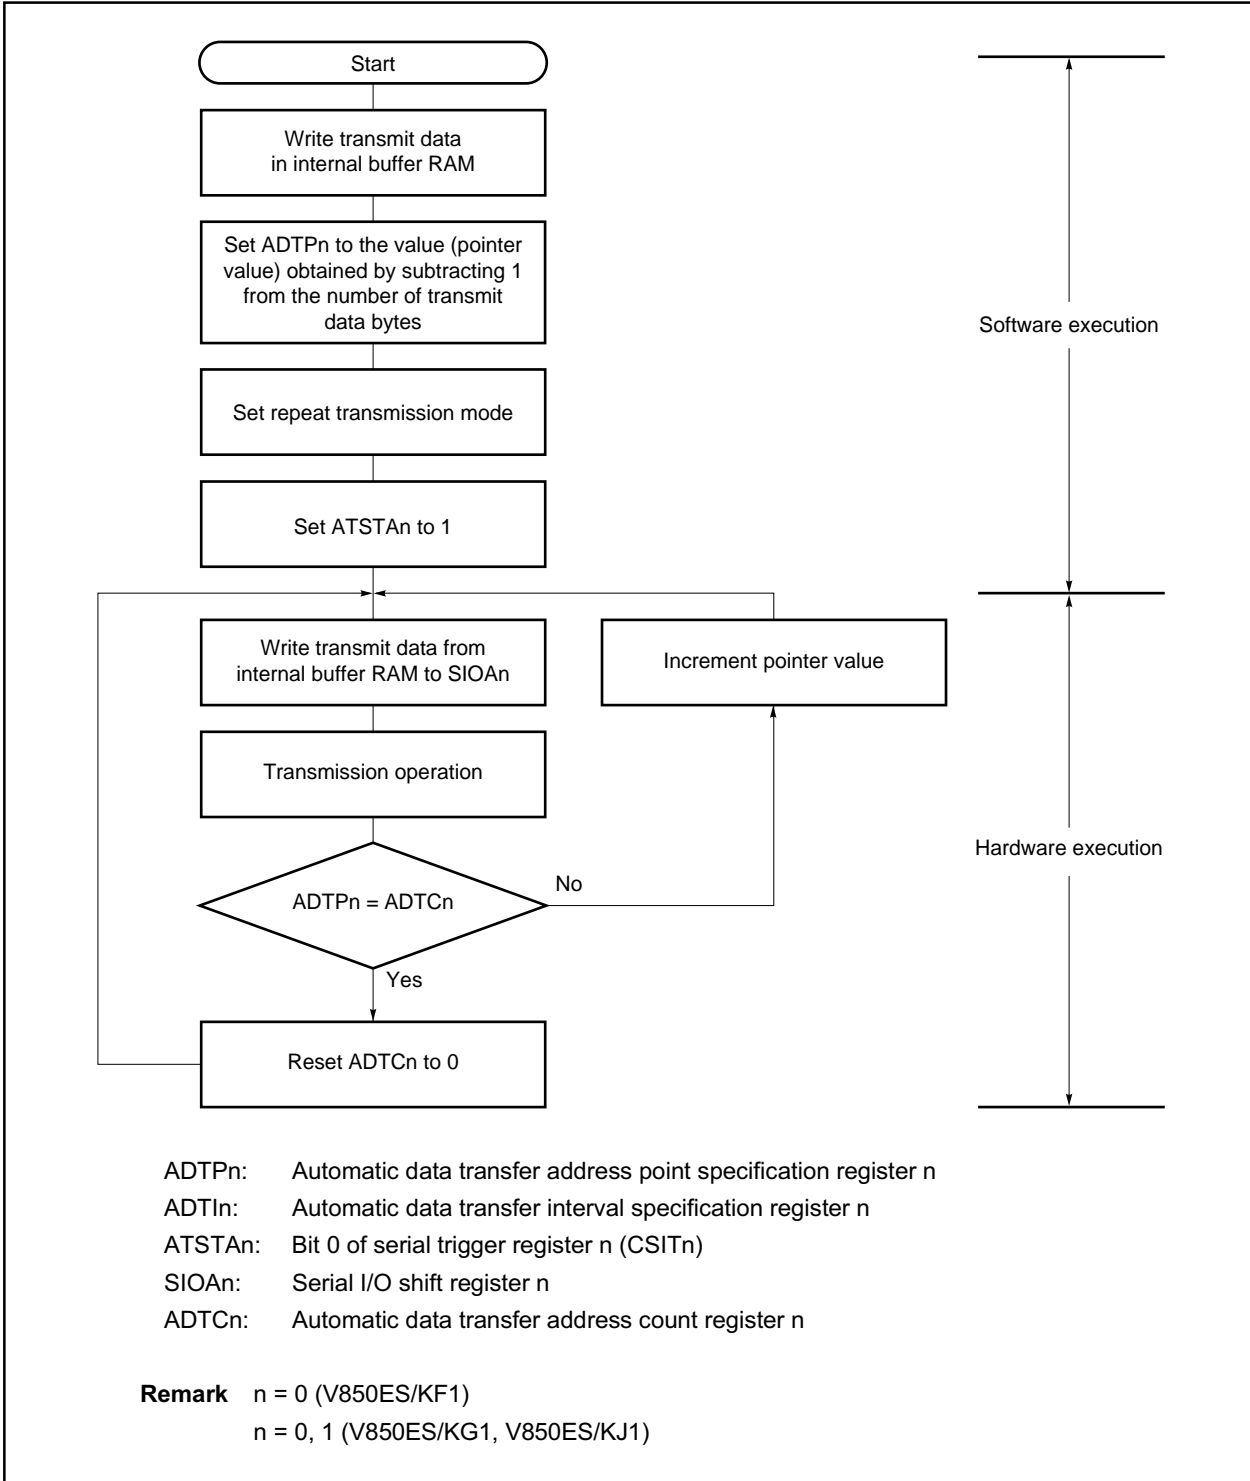 Start
Write transmit data
in internal buffer RAM
Set ADTPn to the value (pointer
value) obtained by subtracting 1
from the number of transmit
data bytes
Software execution
Set repeat transmission mode
Set ATSTAn to 1
Write transmit data from
internal buffer RAM to SIOAn
Increment pointer value
Transmission operation
Hardware execution
ADTPn = ADTCn
No
Yes
Reset ADTCn to 0
ADTPn: Automatic data transfer address point specification register n
ADTIn: Automatic data transfer interval specification register n
ATSTAn: Bit 0 of serial trigger register n (CSITn)
SIOAn: Serial I/O shift register n
ADTCn: Automatic data transfer address count register n
Remark n = 0 (V850ES/KF1)
n = 0, 1 (V850ES/KG1, V850ES/KJ1)